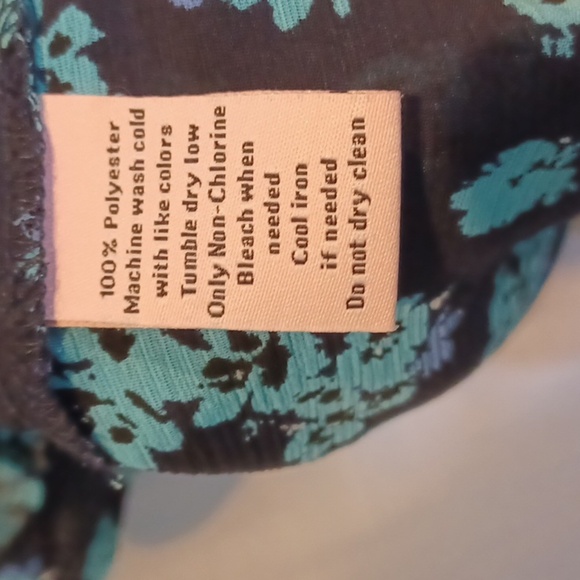 100% Polyester
Machine wash cold
with like colors
Tumble dry low
Only Non-Chlorine
Bleach when
needed
Cool iron
if needed
Do not dry clean